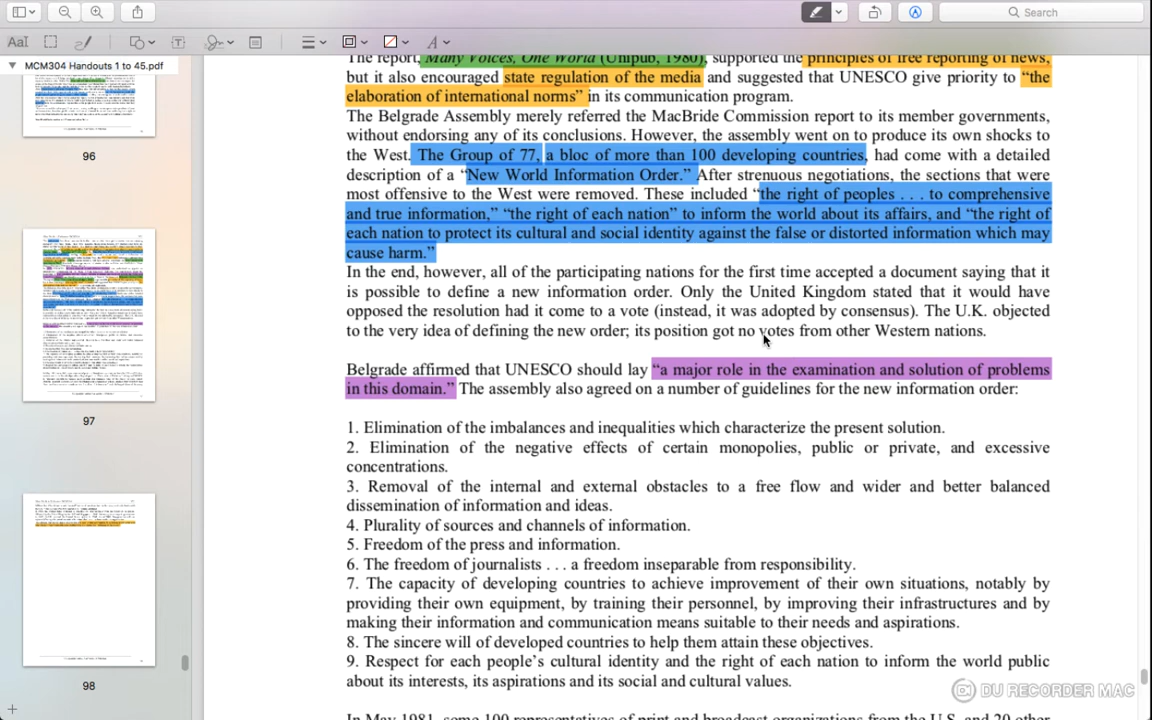 Search
AaI
T
A
MCM304 Handouts 1 to 45.pdf
96
97
98
The report, Many Voices, One World (Unipub, 1980), supported the principles of free reporting of news,
but it also encouraged state regulation of the media and suggested that UNESCO give priority to “the
elaboration of international norms” in its communication program.
The Belgrade Assembly merely referred the MacBride Commission report to its member governments,
without endorsing any of its conclusions. However, the assembly went on to produce its own shocks to
the West. The Group of 77, a bloc of more than 100 developing countries, had come with a detailed
description of a “New World Information Order.” After strenuous negotiations, the sections that were
most offensive to the West were removed. These included “the right of peoples . . . to comprehensive
and true information,” “the right of each nation” to inform the world about its affairs, and “the right of
each nation to protect its cultural and social identity against the false or distorted information which may
cause harm.”
In the end, however, all of the participating nations for the first time accepted a document saying that it
is possible to define a new information order. Only the United Kingdom stated that it would have
opposed the resolution had it come to a vote (instead, it was adopted by consensus). The U.K. objected
to the very idea of defining the new order; its position got no votes from other Western nations.
Belgrade affirmed that UNESCO should lay “a major role in the examination and solution of problems
in this domain.” The assembly also agreed on a number of guidelines for the new information order:
1. Elimination of the imbalances and inequalities which characterize the present solution.
2. Elimination of the negative effects of certain monopolies, public or private, and excessive
concentrations.
3. Removal of the internal and external obstacles to a free flow and wider and better balanced
dissemination of information and ideas.
4. Plurality of sources and channels of information.
5. Freedom of the press and information.
6. The freedom of journalists . . . a freedom inseparable from responsibility.
7. The capacity of developing countries to achieve improvement of their own situations, notably by
providing their own equipment, by training their personnel, by improving their infrastructures and by
making their information and communication means suitable to their needs and aspirations.
8. The sincere will of developed countries to help them attain these objectives.
9. Respect for each people’s cultural identity and the right of each nation to inform the world public
about its interests, its aspirations and its social and cultural values.
In May 1981, some 100 representatives of print and broadcast organizations from the U.S. and 20 other
DU RECORDER MAC